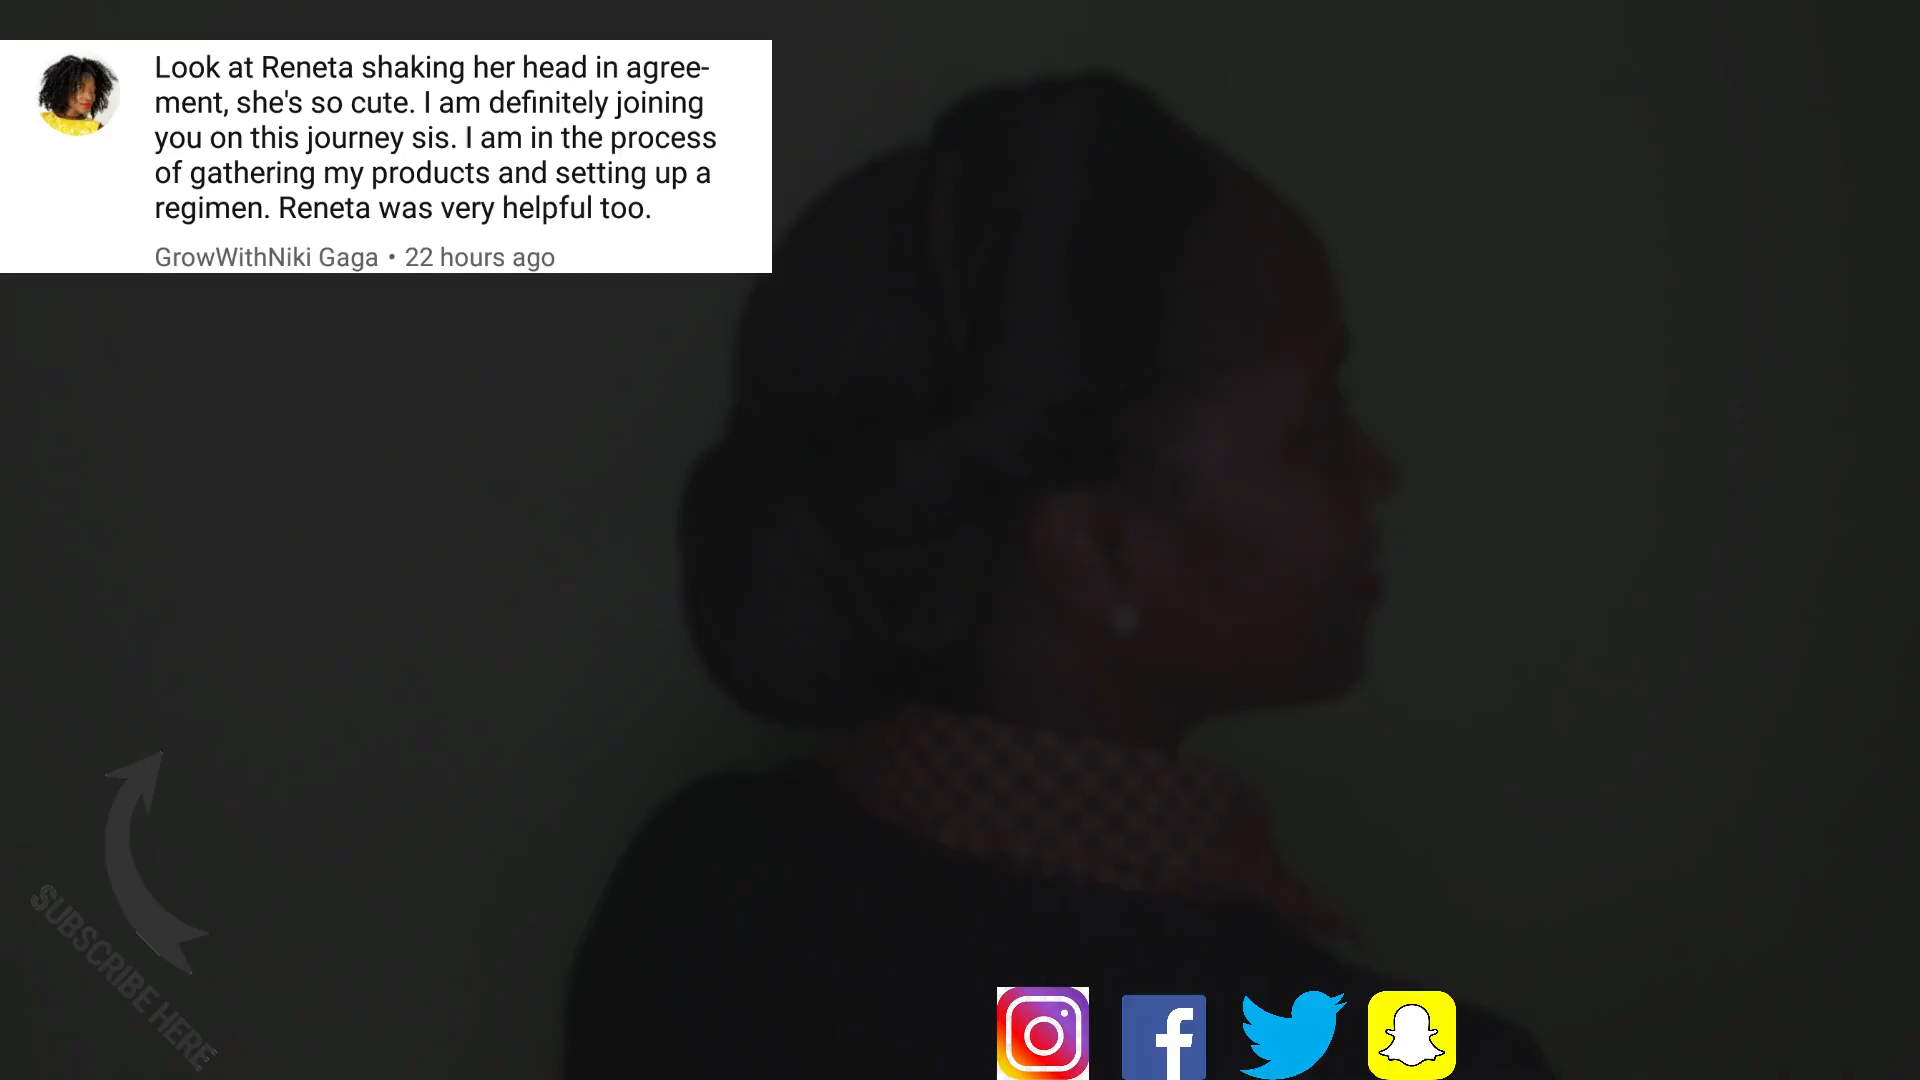 Look at Reneta shaking her head in agree-
ment, she's so cute. I am definitely joining
you on this journey sis. I am in the process
of gathering my products and setting up a
regimen. Reneta was very helpful too.
GrowWithNiki Gaga • 22 hours ago
SUBSCRIBE HERE